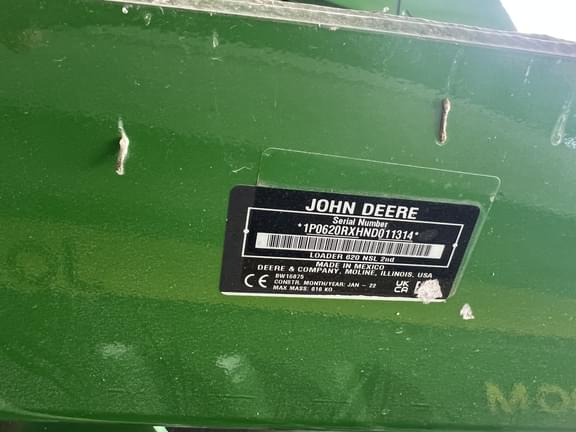 JOHN DEERE
Serial Number
*1P0620RXHND011314*
LOADER 620 NSL 2nd
MADE IN MEXICO
DEERE & COMPANY, MOLINE, ILLINOIS, USA
BW16075
CE CONSTR. MONTH/YEAR: JAN - 22
MAX MASS: 616 KG
UK
CA